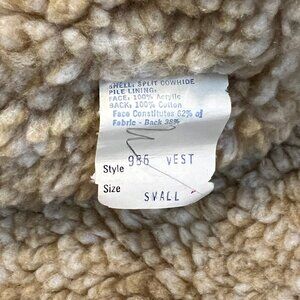 SHELL: SPLIT COWHIDE
PILE LINING:
FACE: 100% Acrylic
BACK: 100% Cotton
Face Constitutes 62% of
Fabric - Back 38%
Style 986 VEST
Size SMALL